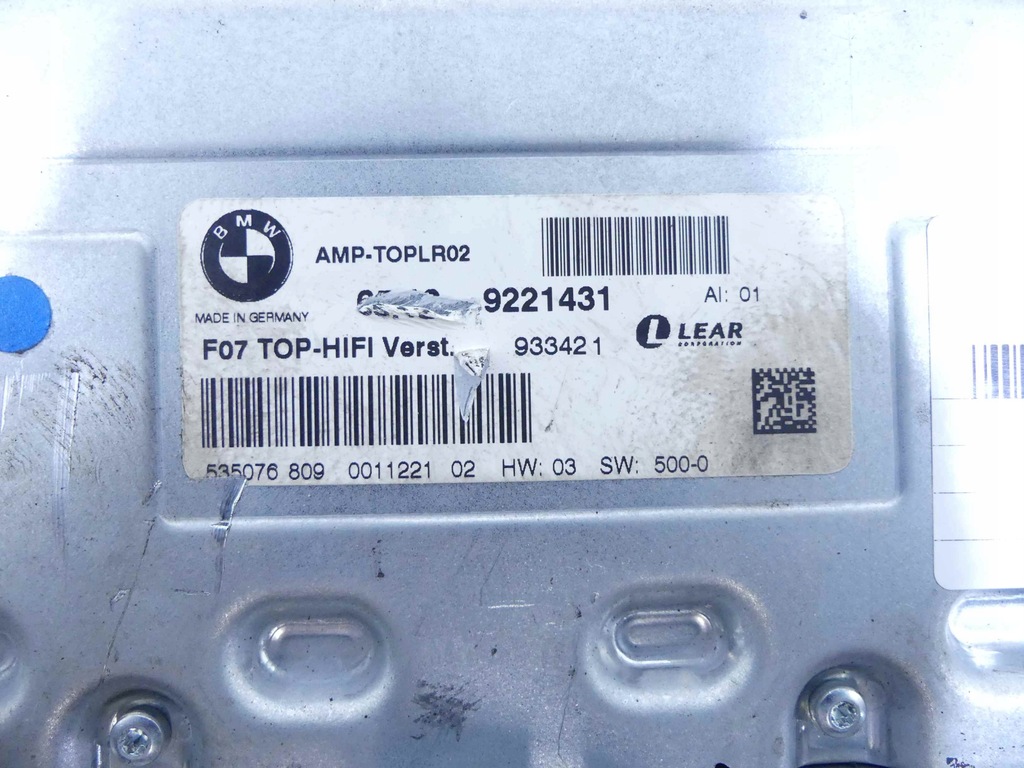 BMW
AMP-TOPLR02
9221431 AI: 01
MADE IN GERMANY
LEAR
CORPORATION
F07 TOP-HIFI Verst. 933421
535076 809 0011221 02 HW: 03 SW: 500-0